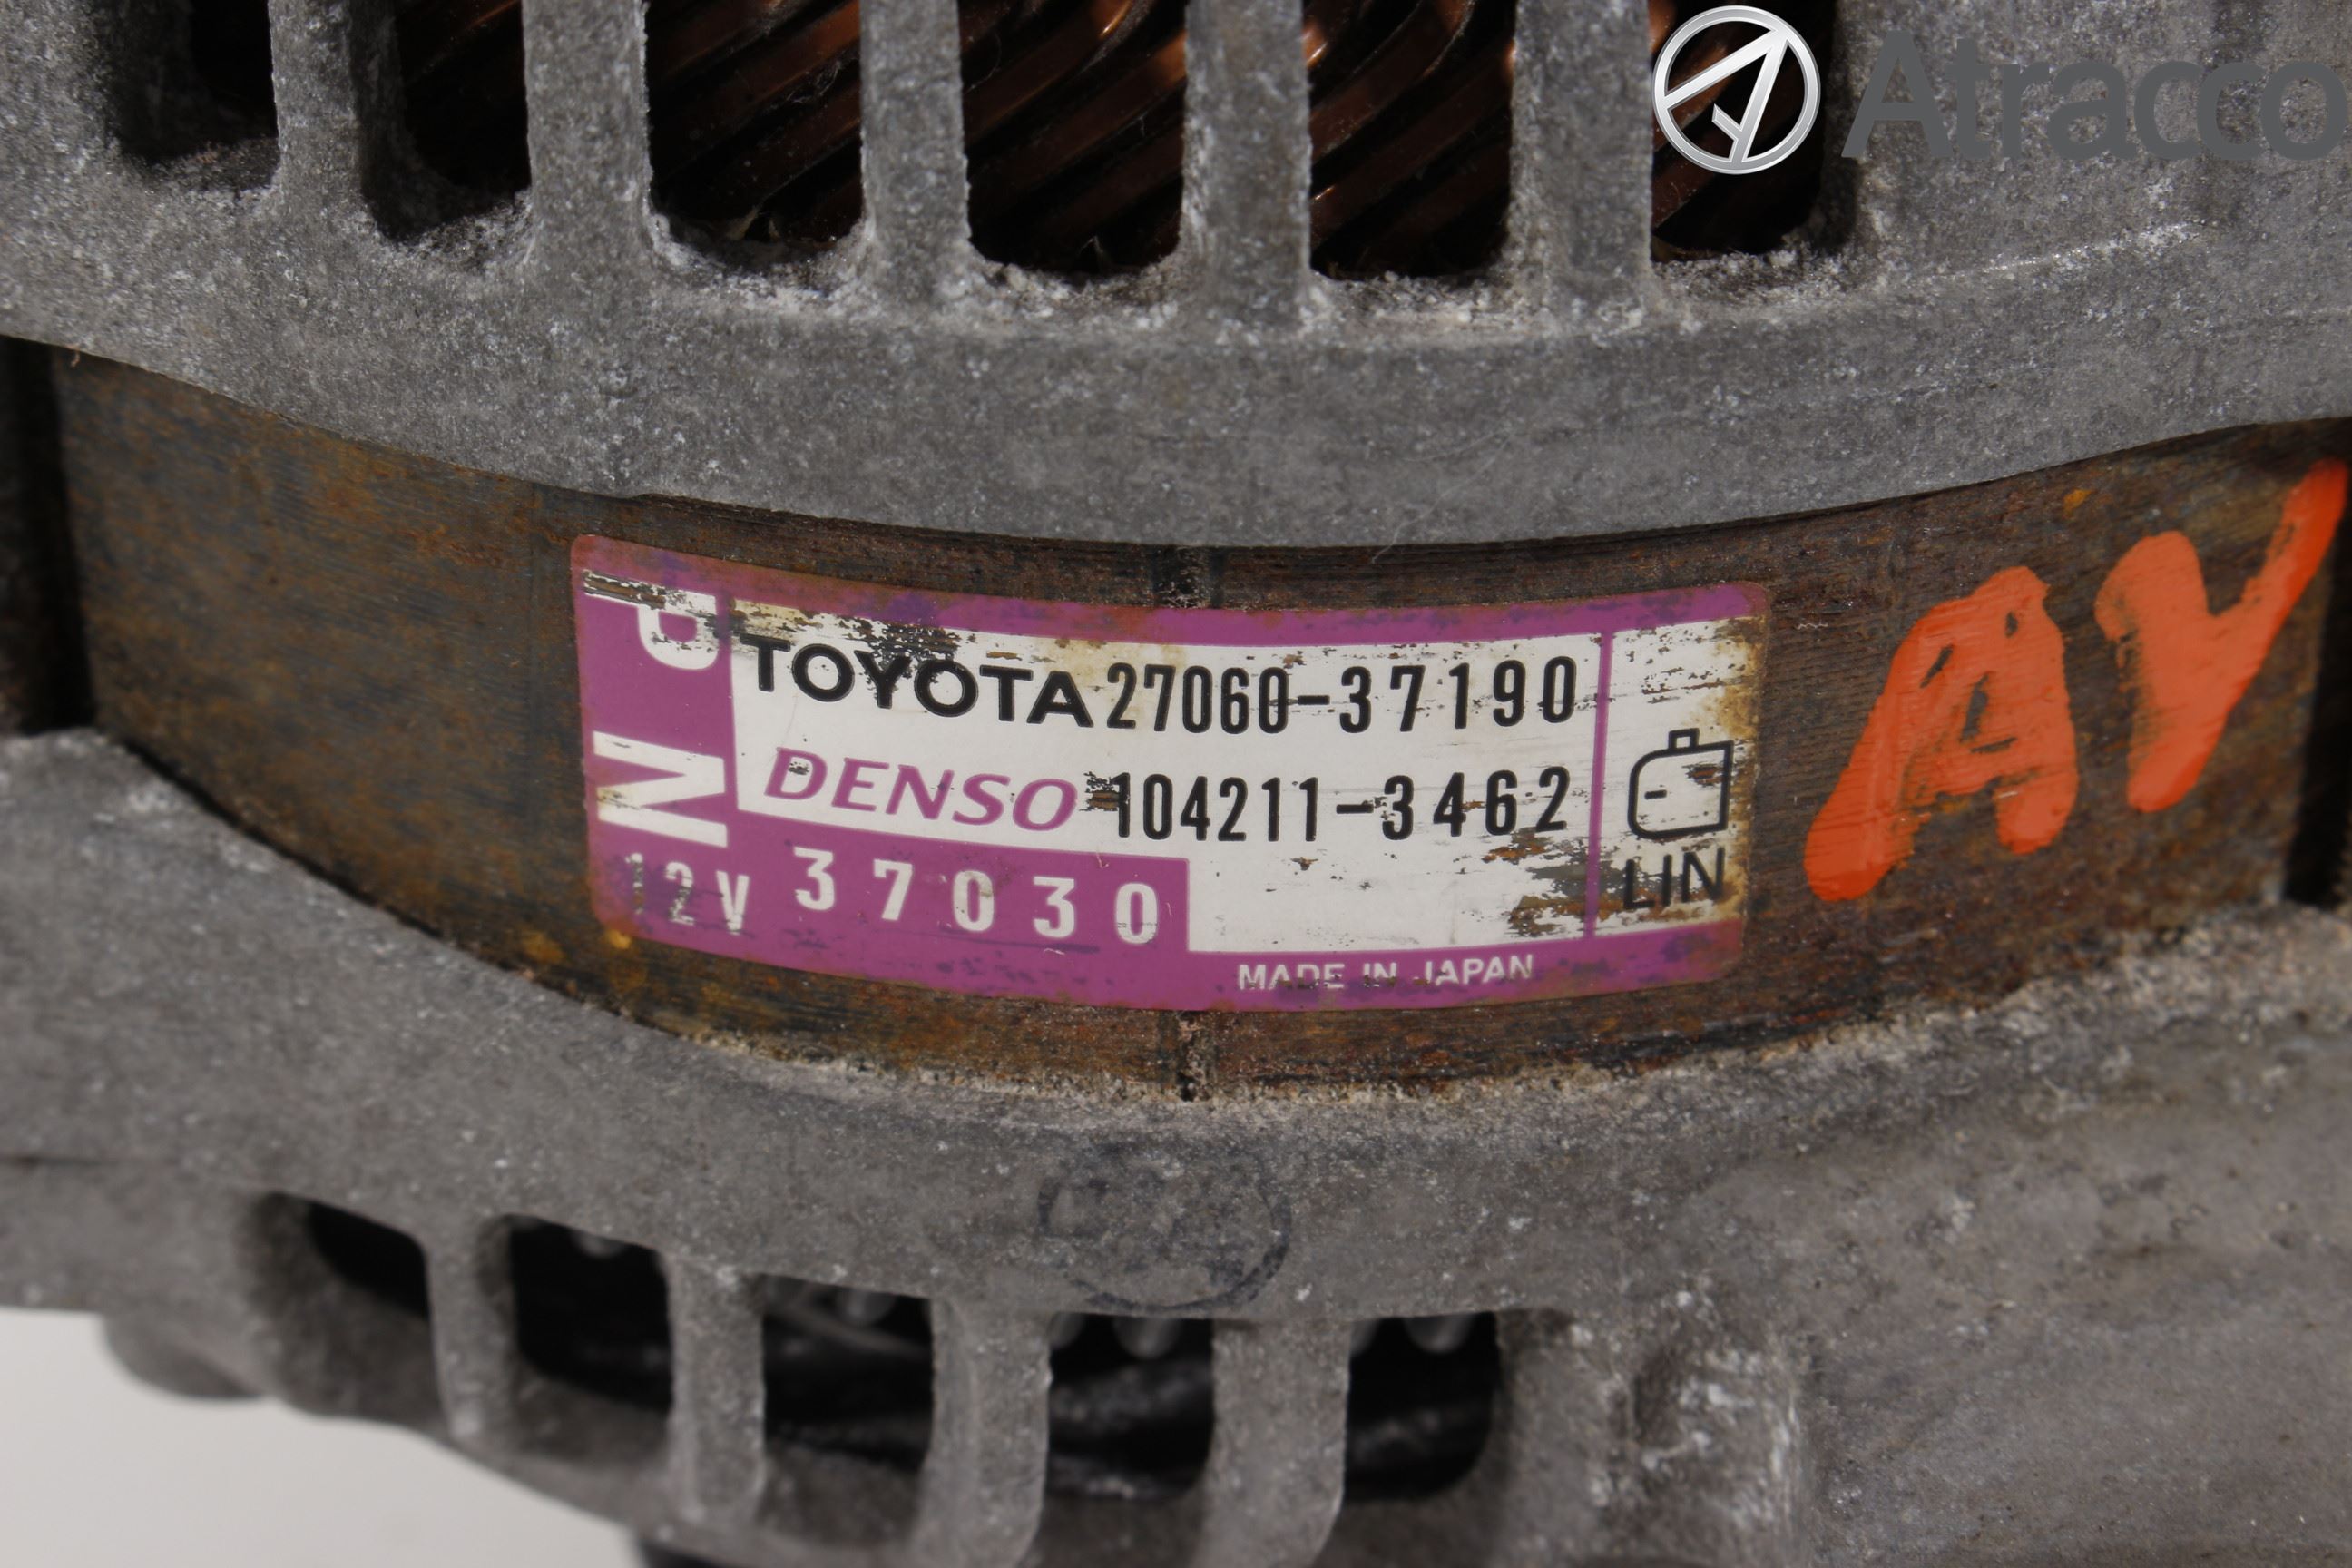 Atracco
P N
TOYOTA 27060-37190
DENSO 104211-3462
12V 37030
LIN
MADE IN JAPAN
AV